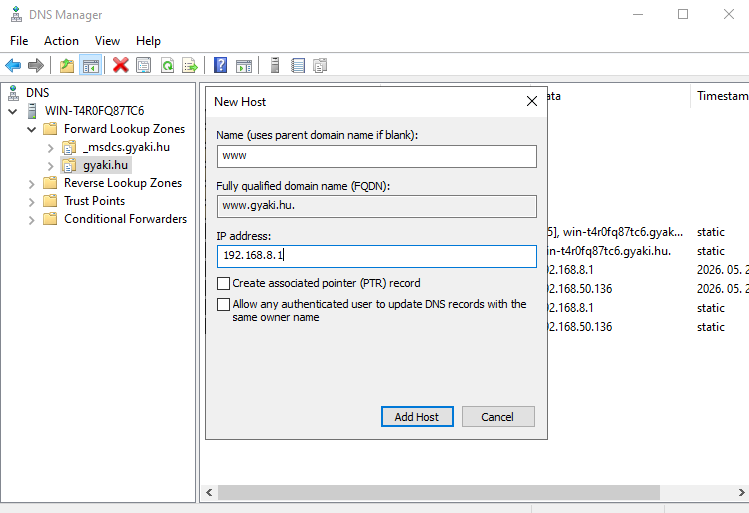 DNS Manager
File Action View Help
DNS
WIN-T4R0FQ87TC6
Forward Lookup Zones
_msdcs.gyaki.hu
gyaki.hu
Reverse Lookup Zones
Trust Points
Conditional Forwarders
New Host
Name (uses parent domain name if blank):
www
Fully qualified domain name (FQDN):
www.gyaki.hu.
IP address:
192.168.8.1
Create associated pointer (PTR) record
Allow any authenticated user to update DNS records with the
same owner name
Add Host Cancel
ata Timestam
5], win-t4r0fq87tc6.gyak... static
in-t4r0fq87tc6.gyaki.hu. static
92.168.8.1 2026. 05. 2
92.168.50.136 2026. 05. 2
92.168.8.1 static
92.168.50.136 static